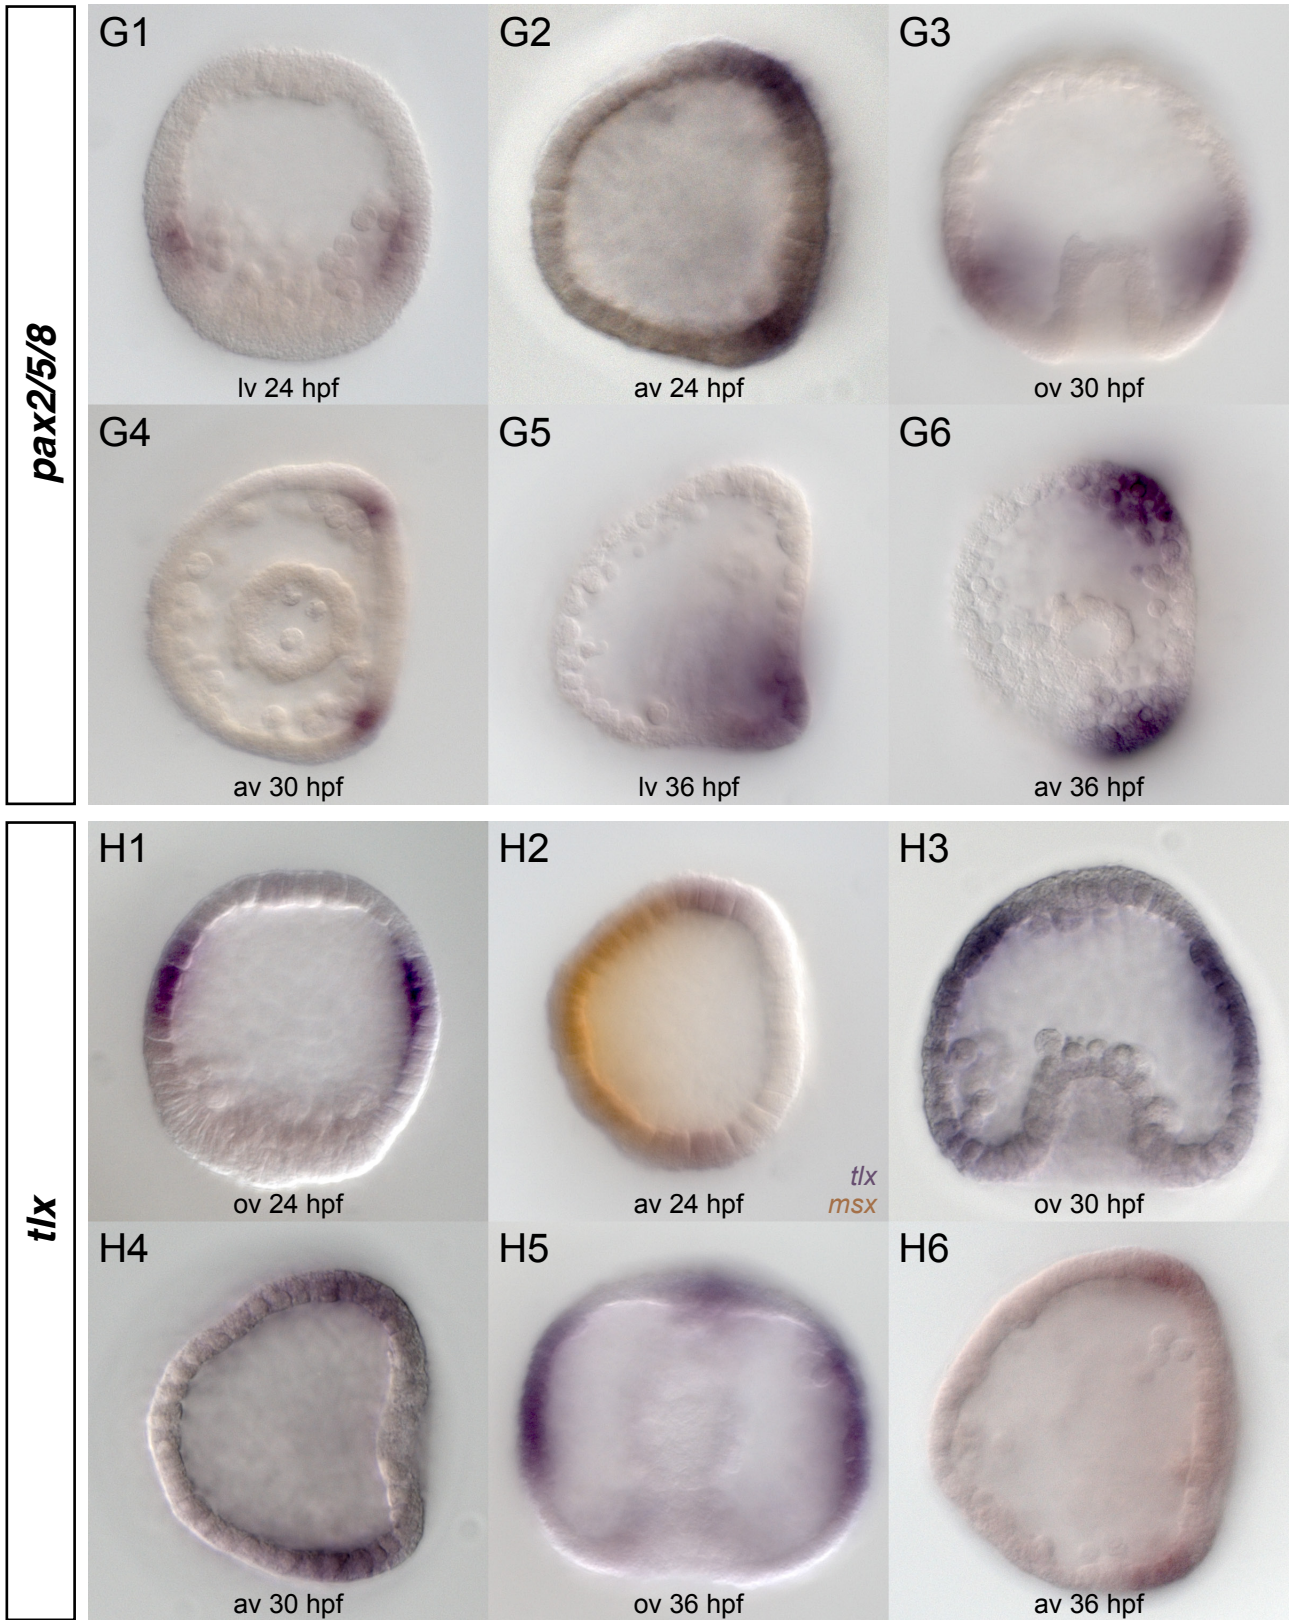 pax2/5/8
G1
G2
G3
lv 24 hpf
av 24 hpf
ov 30 hpf
G4
G5
G6
av 30 hpf
lv 36 hpf
av 36 hpf
tlx
H1
H2
H3
tlx
msx
ov 24 hpf
av 24 hpf
ov 30 hpf
H4
H5
H6
av 30 hpf
ov 36 hpf
av 36 hpf